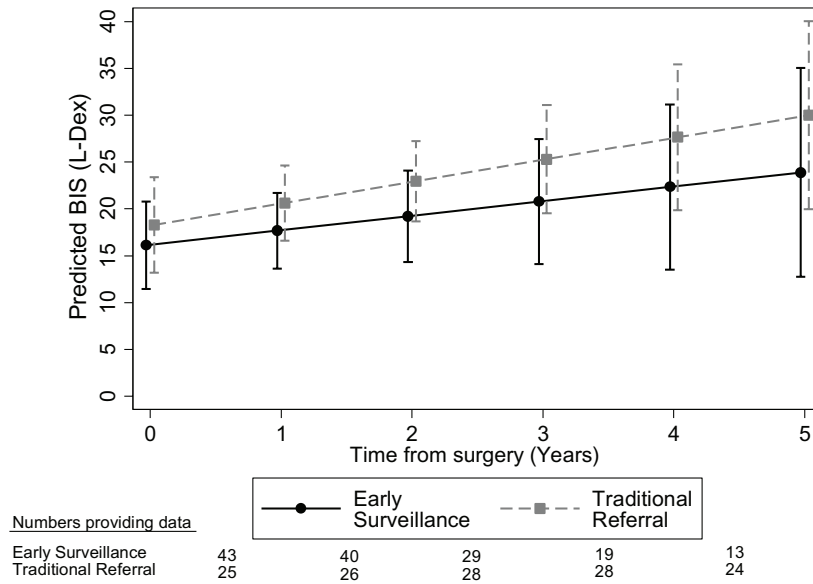 Predicted BIS (L-Dex)
40
35
30
25
20
15
10
5
0
0 1 2 3 4 5
Time from surgery (Years)
Early Surveillance
Traditional Referral
Numbers providing data
Early Surveillance 43 40 29 19 13
Traditional Referral 25 26 28 28 24